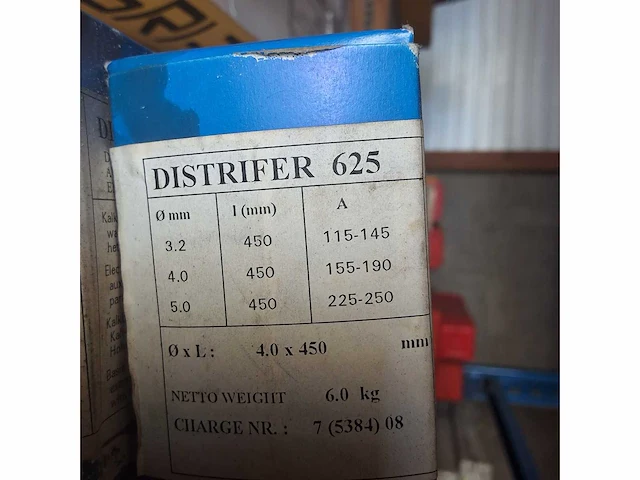 DISTRIFER 625
Ø mm l (mm) A
3.2 450 115-145
4.0 450 155-190
5.0 450 225-250
Ø x L : 4.0 x 450 mm
NETTO WEIGHT 6.0 kg
CHARGE NR. : 7 (5384) 08